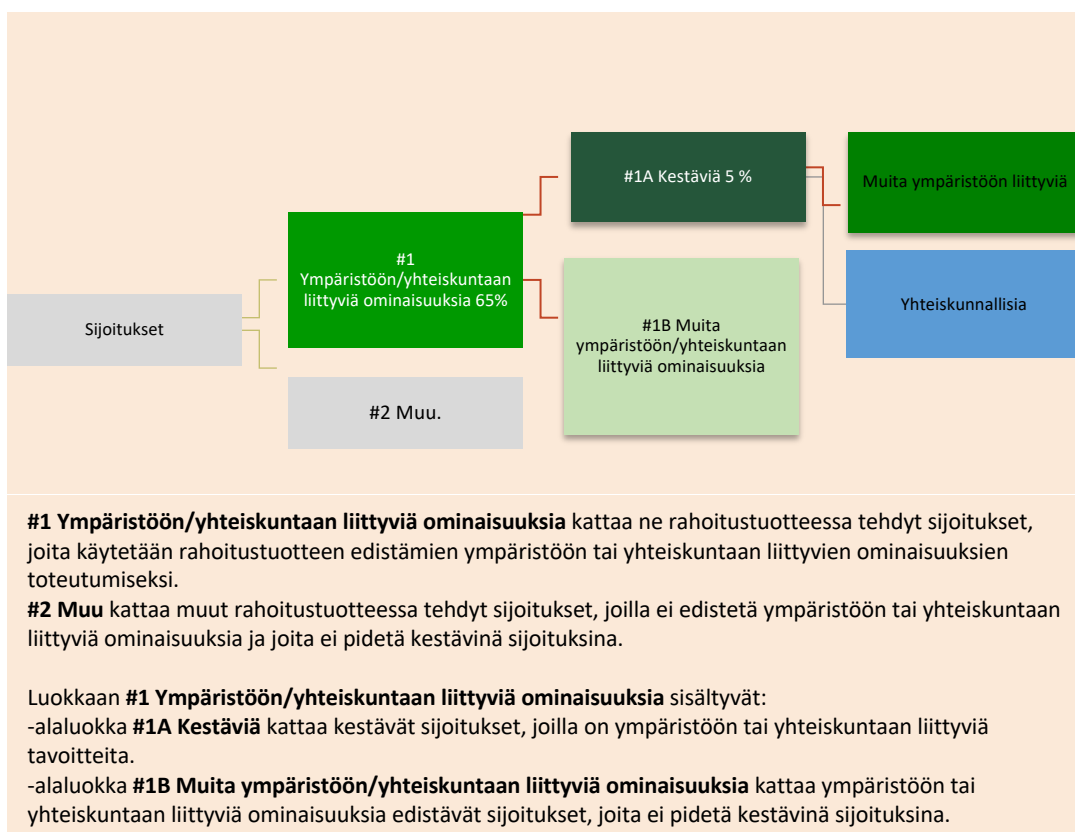 Sijoitukset
#1
Ympäristöön/yhteiskuntaan
liittyviä ominaisuuksia 65%
#2 Muu.
#1A Kestäviä 5 %
#1B Muita
ympäristöön/yhteiskuntaan
liittyviä ominaisuuksia
Muita ympäristöön liittyviä
Yhteiskunnallisia
#1 Ympäristöön/yhteiskuntaan liittyviä ominaisuuksia kattaa ne rahoitustuotteessa tehdyt sijoitukset,
joita käytetään rahoitustuotteen edistämien ympäristöön tai yhteiskuntaan liittyvien ominaisuuksien
toteutumiseksi.
#2 Muu kattaa muut rahoitustuotteessa tehdyt sijoitukset, joilla ei edistetä ympäristöön tai yhteiskuntaan
liittyviä ominaisuuksia ja joita ei pidetä kestävinä sijoituksina.
Luokkaan #1 Ympäristöön/yhteiskuntaan liittyviä ominaisuuksia sisältyvät:
-alaluokka #1A Kestäviä kattaa kestävät sijoitukset, joilla on ympäristöön tai yhteiskuntaan liittyviä
tavoitteita.
-alaluokka #1B Muita ympäristöön/yhteiskuntaan liittyviä ominaisuuksia kattaa ympäristöön tai
yhteiskuntaan liittyviä ominaisuuksia edistävät sijoitukset, joita ei pidetä kestävinä sijoituksina.